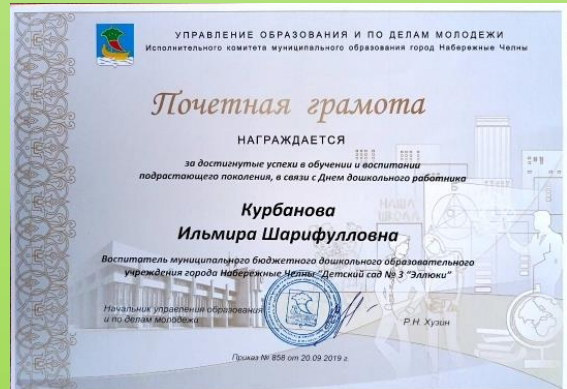 УПРАВЛЕНИЕ ОБРАЗОВАНИЯ И ПО ДЕЛАМ МОЛОДЕЖИ
Исполнительного комитета муниципального образования город Набережные Челны
Почетная грамота
НАГРАЖДАЕТСЯ
за достигнутые успехи в обучении и воспитании
подрастающего поколения, в связи с Днем дошкольного работника
НАША
ШКОЛА
Курбанова
Ильмира Шарифулловна
Воспитатель муниципального бюджетного дошкольного образовательного
учреждения города Набережные Челны "Детский сад № 3 "Эллюки"
Начальник управления образования
и по делам молодежи
Р.Н. Хузин
Приказ № 858 от 20.09 2019 г.